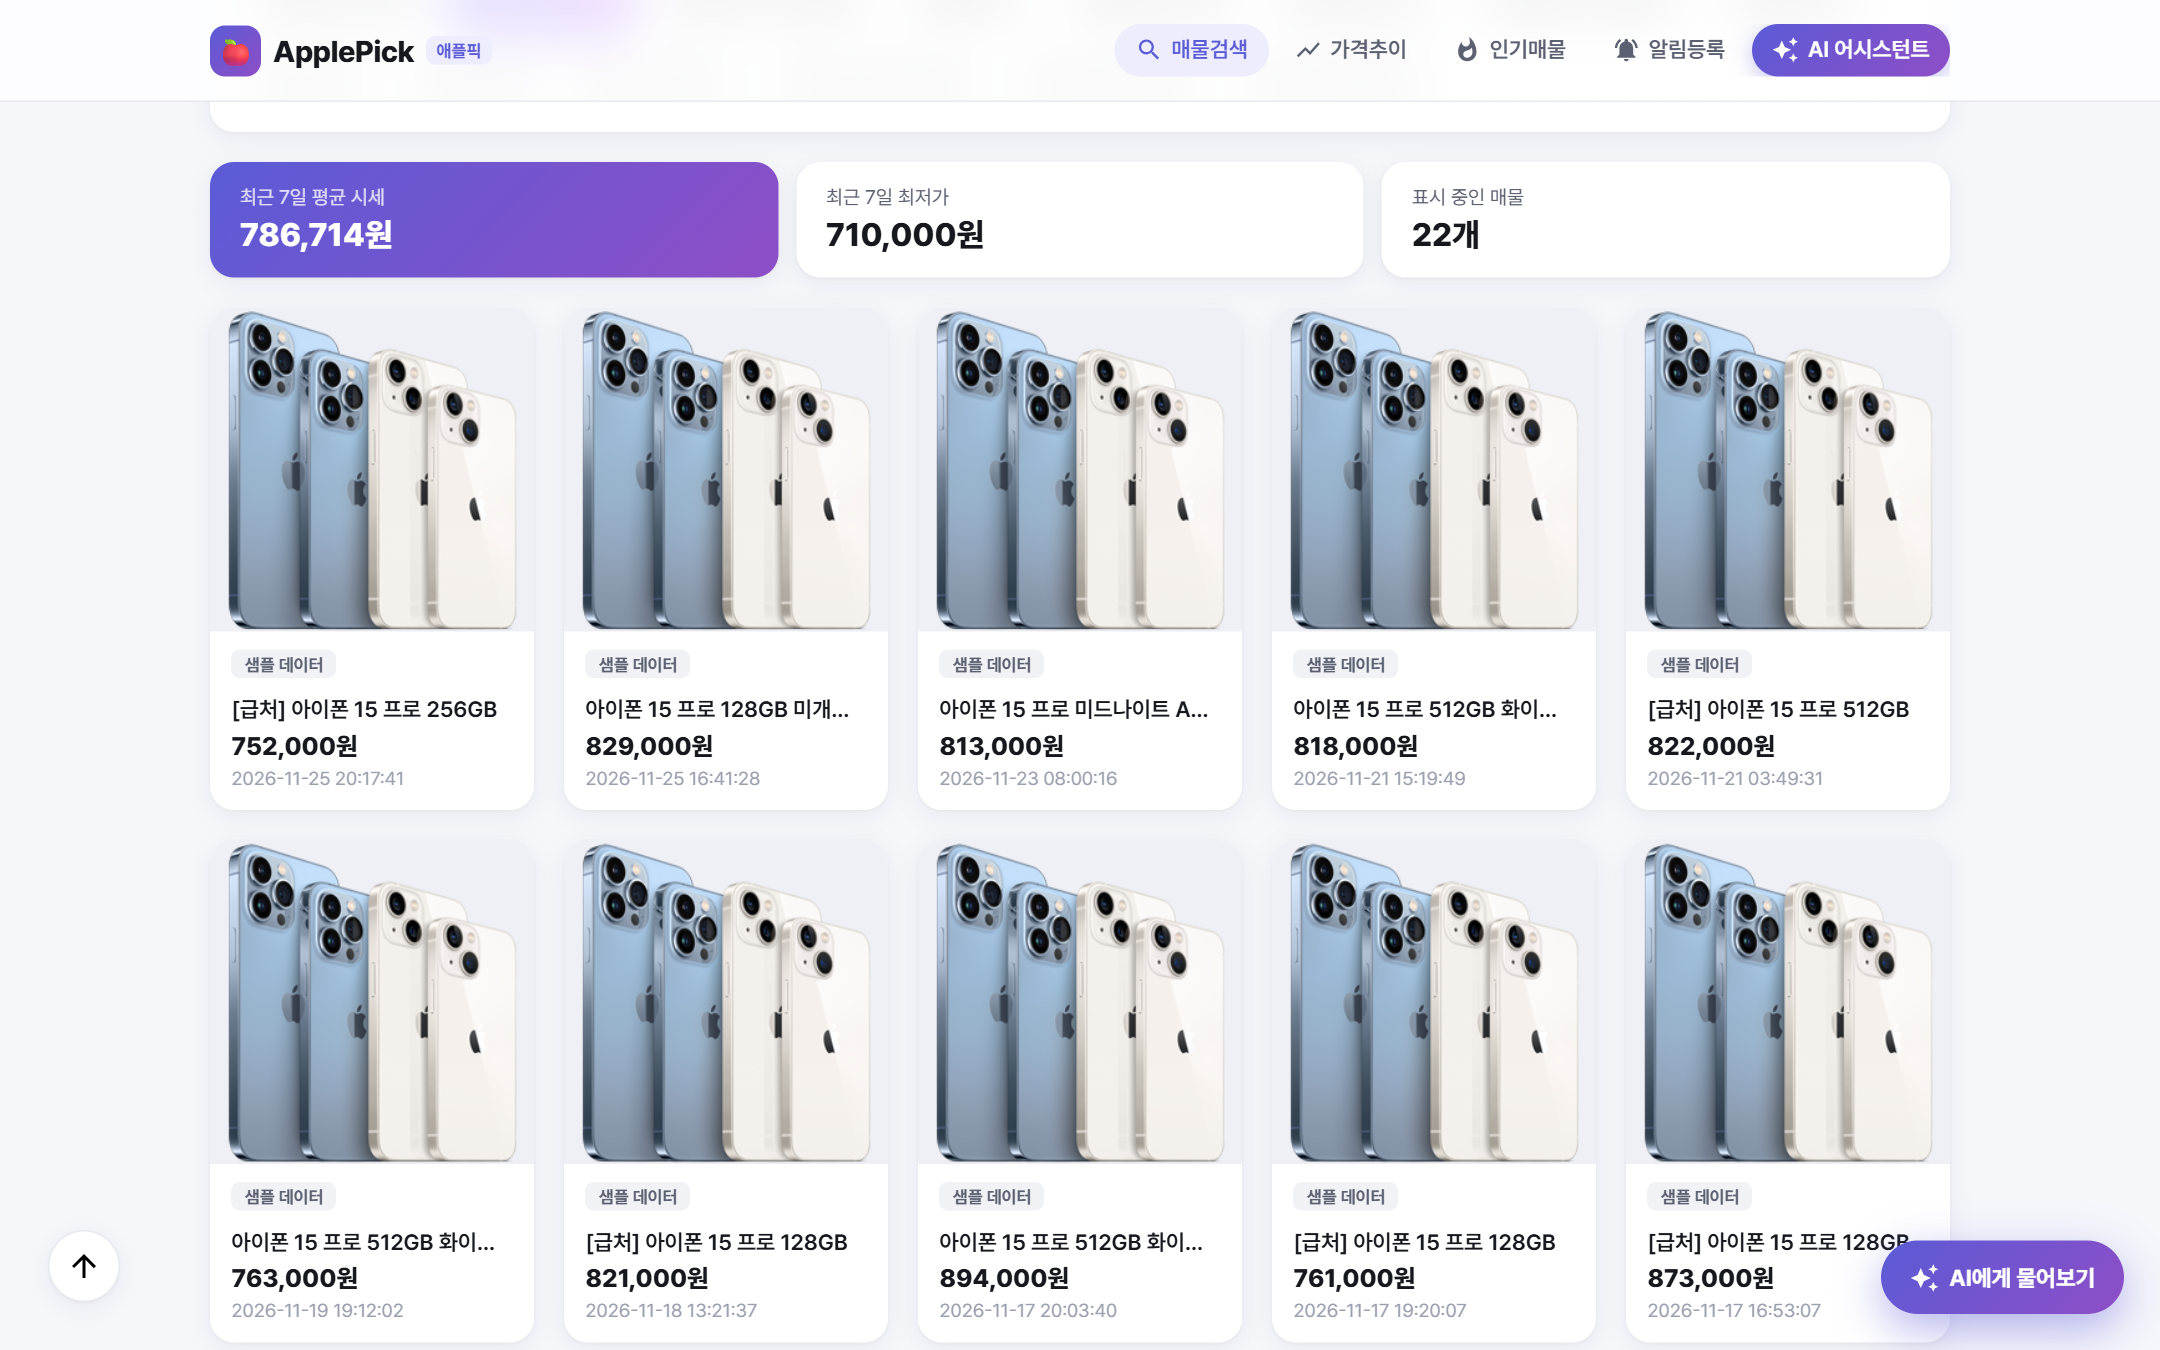 ApplePick 애플픽
매물검색 가격추이 인기매물 알림등록 AI 어시스턴트
최근 7일 평균 시세
786,714원
최근 7일 최저가
710,000원
표시 중인 매물
22개
샘플 데이터
[급처] 아이폰 15 프로 256GB
752,000원
2026-11-25 20:17:41
샘플 데이터
아이폰 15 프로 128GB 미개...
829,000원
2026-11-25 16:41:28
샘플 데이터
아이폰 15 프로 미드나이트 A...
813,000원
2026-11-23 08:00:16
샘플 데이터
아이폰 15 프로 512GB 화이...
818,000원
2026-11-21 15:19:49
샘플 데이터
[급처] 아이폰 15 프로 512GB
822,000원
2026-11-21 03:49:31
샘플 데이터
아이폰 15 프로 512GB 화이...
763,000원
2026-11-19 19:12:02
샘플 데이터
[급처] 아이폰 15 프로 128GB
821,000원
2026-11-18 13:21:37
샘플 데이터
아이폰 15 프로 512GB 화이...
894,000원
2026-11-17 20:03:40
샘플 데이터
[급처] 아이폰 15 프로 128GB
761,000원
2026-11-17 19:20:07
샘플 데이터
[급처] 아이폰 15 프로 128GB
873,000원
2026-11-17 16:53:07
AI에게 물어보기